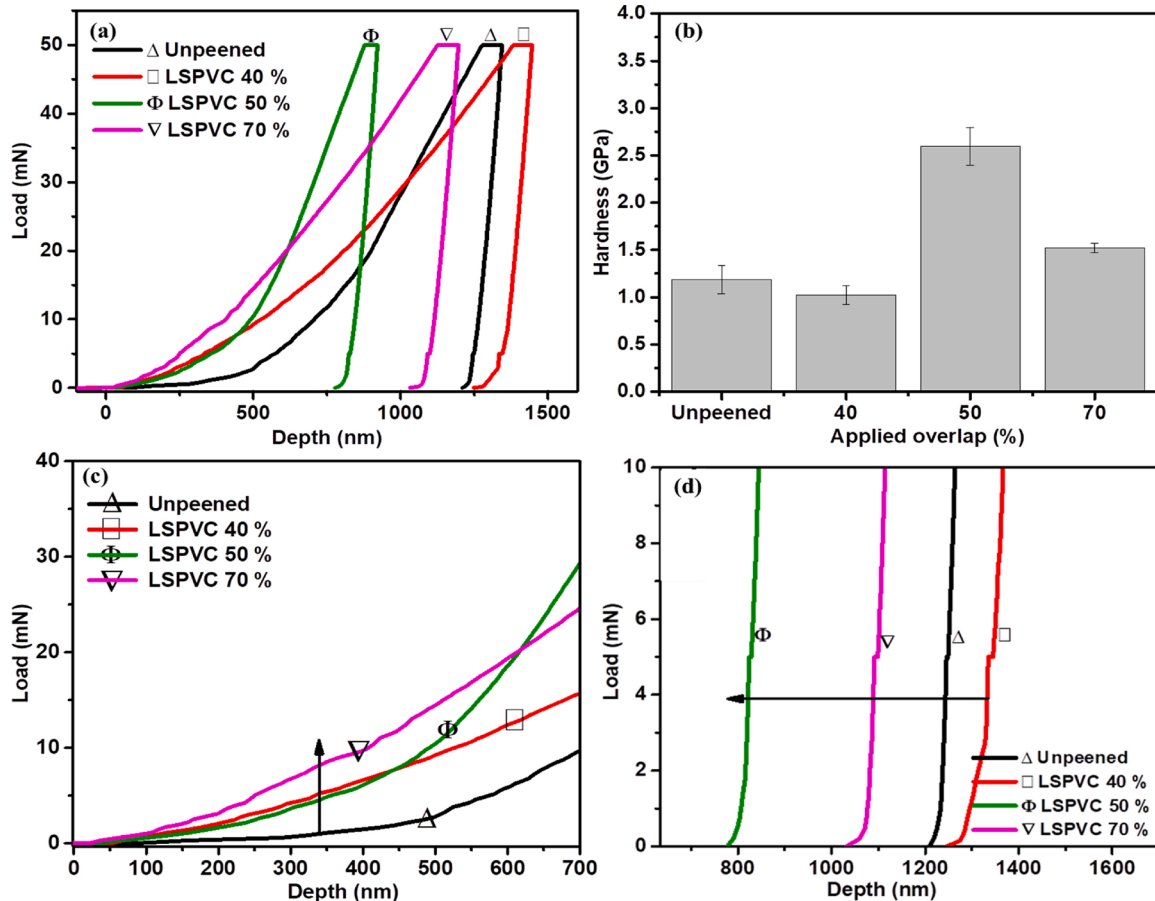 (a)
Δ Unpeened
□ LSPVC 40 %
Φ LSPVC 50 %
∇ LSPVC 70 %
Φ ∇ Δ □
50
40
30
20
10
0
Load (mN)
0 500 1000 1500
Depth (nm)
(b)
4.0
3.5
3.0
2.5
2.0
1.5
1.0
0.5
0.0
Hardness (GPa)
Unpeened 40 50 70
Applied overlap (%)
(c)
Δ Unpeened
□ LSPVC 40 %
Φ LSPVC 50 %
∇ LSPVC 70 %
40
30
20
10
0
Load (mN)
∇ Φ □ Δ
0 100 200 300 400 500 600 700
Depth (nm)
(d)
10
8
6
4
2
0
Load (mN)
Φ ∇ Δ □
Δ Unpeened
□ LSPVC 40 %
Φ LSPVC 50 %
∇ LSPVC 70 %
800 1000 1200 1400 1600
Depth (nm)